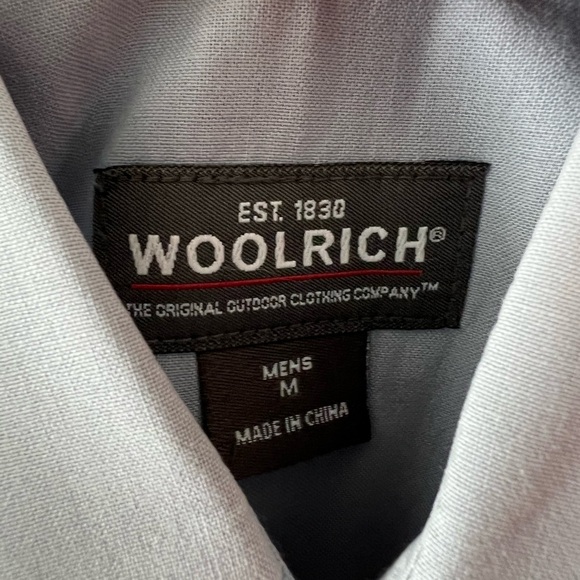 EST. 1830
WOOLRICH®
THE ORIGINAL OUTDOOR CLOTHING COMPANY™
MENS
M
MADE IN CHINA